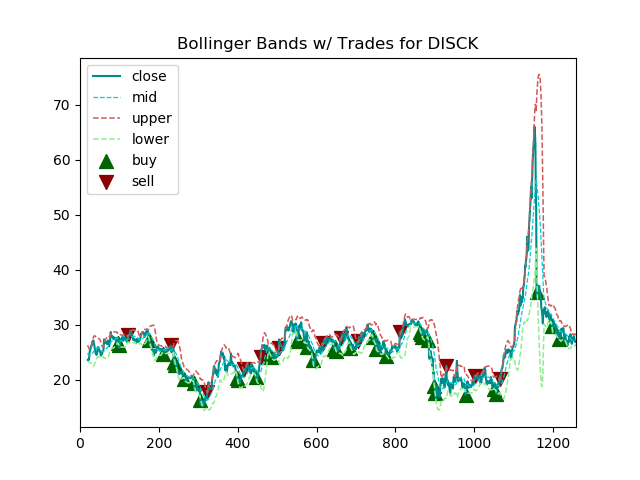 Bollinger Bands w/ Trades for DISCK
close
mid
upper
lower
buy
sell
70
60
50
40
30
20
0 200 400 600 800 1000 1200